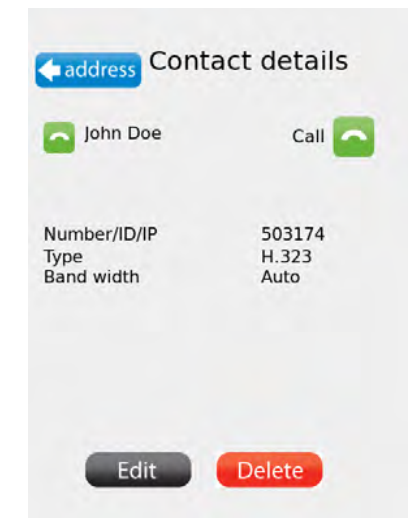 address Contact details
John Doe Call
Number/ID/IP 503174
Type H.323
Band width Auto
Edit Delete